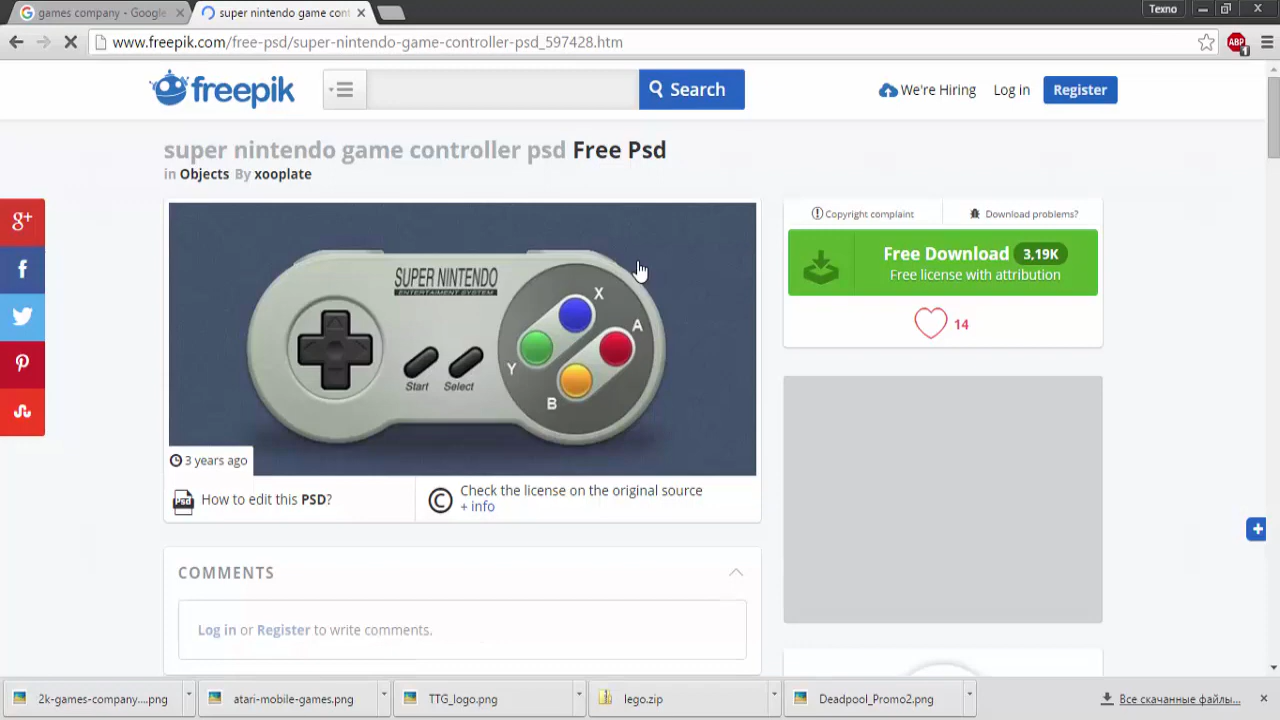 games company - Google
super nintendo game cont
Texno
www.freepik.com/free-psd/super-nintendo-game-controller-psd_597428.htm
ABP
1
freepik
Search
We're Hiring
Log in
Register
super nintendo game controller psd Free Psd
in Objects By xooplate
g+
f
Copyright complaint
Download problems?
Free Download 3,19K
Free license with attribution
14
SUPER NINTENDO
ENTERTAIMENT SYSTEM
X
A
Y
B
Start
Select
3 years ago
Psd
How to edit this PSD?
©
Check the license on the original source
+ info
COMMENTS
Log in or Register to write comments.
2k-games-company....png
atari-mobile-games.png
TTG_logo.png
lego.zip
Deadpool_Promo2.png
Все скачанные файлы...